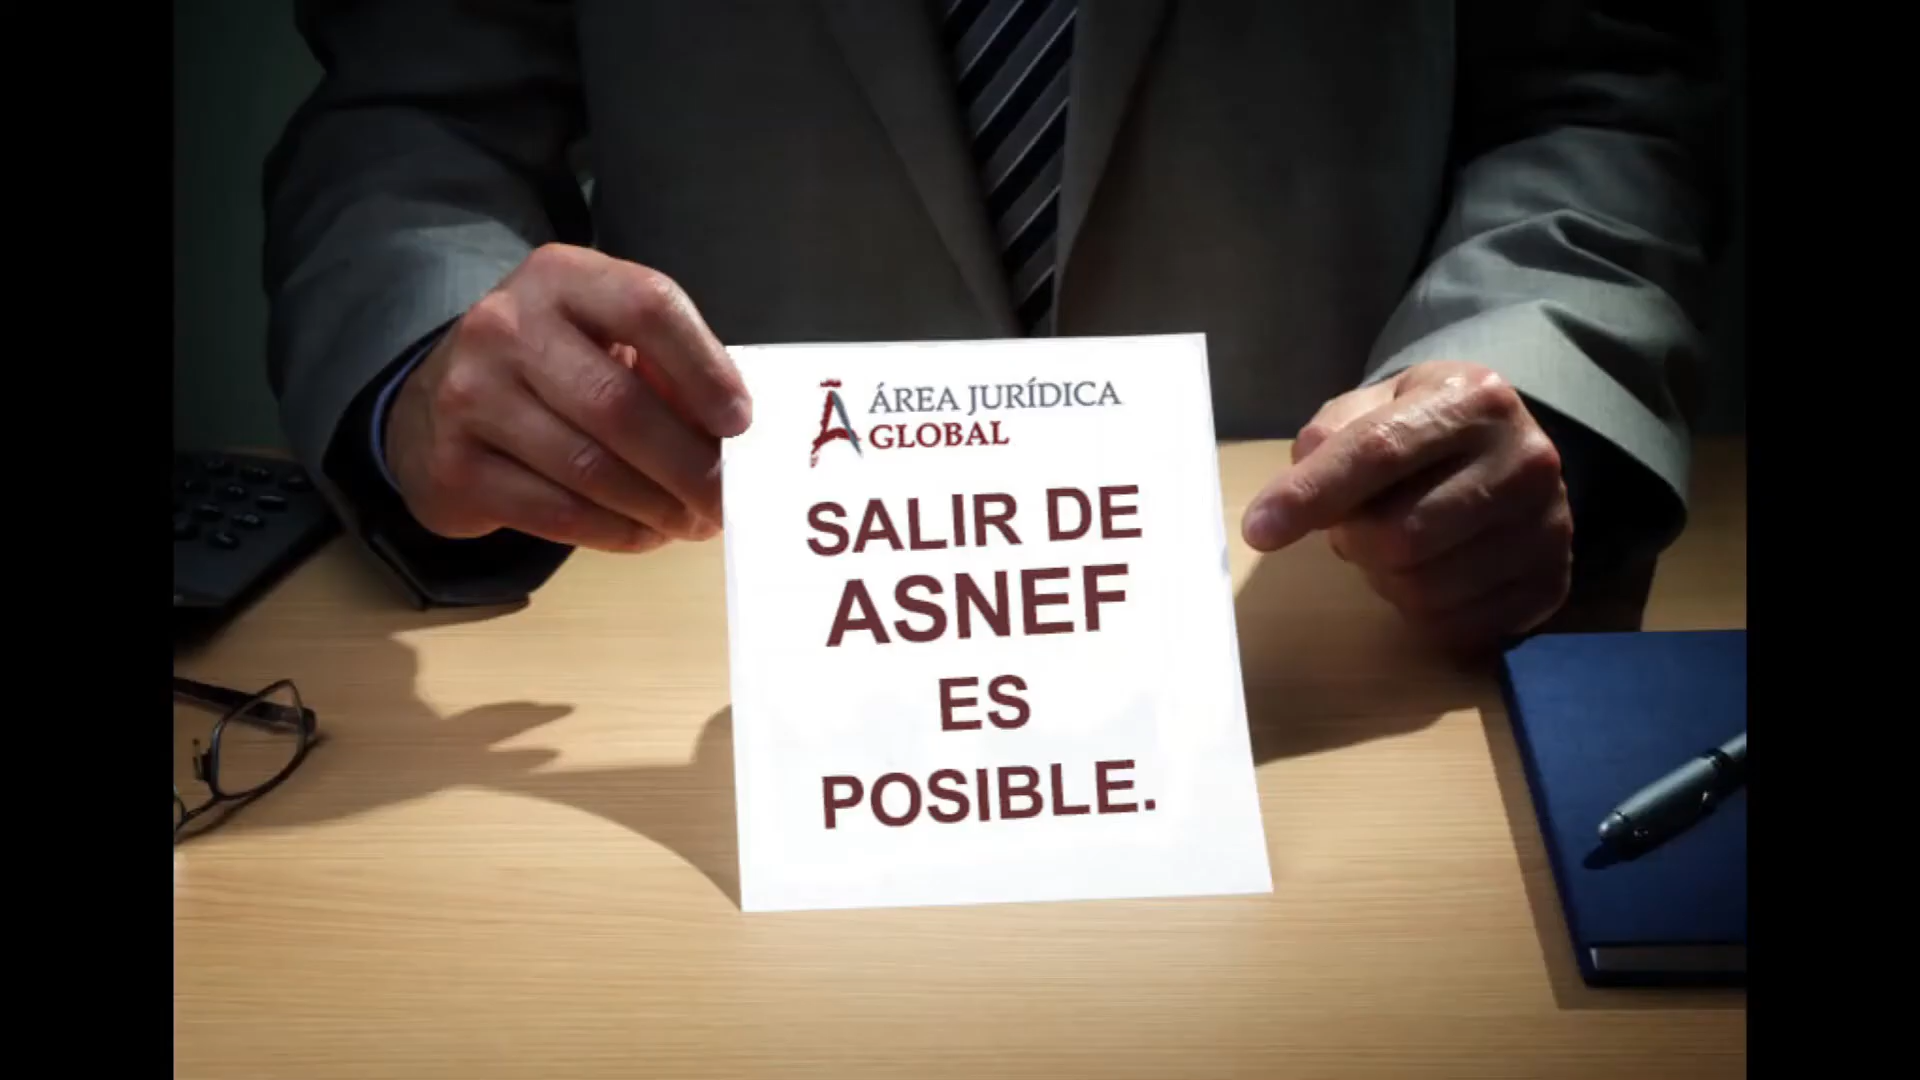 ÁREA JURÍDICA
GLOBAL
SALIR DE
ASNEF
ES
POSIBLE.